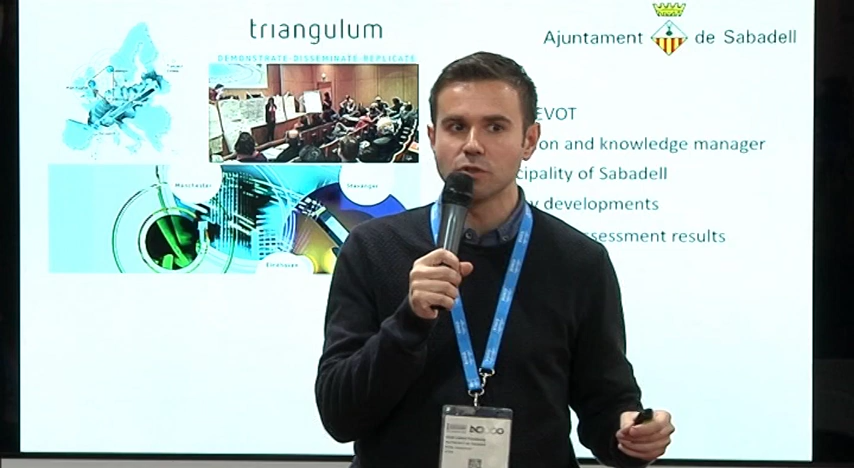 triangulum
DEMONSTRATE·DISSEMINATE·REPLICATE
Ajuntament de Sabadell
EVOT
on and knowledge manager
cipality of Sabadell
y developments
ssessment results
Manchester
Stavanger
Eindhoven